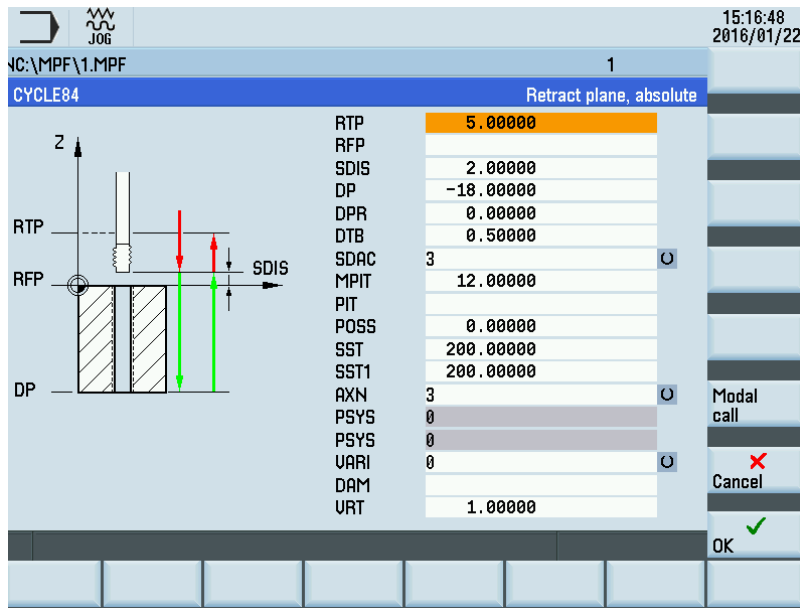 JOG
15:16:48
2016/01/22
NC:\MPF\1.MPF 1
CYCLE84 Retract plane, absolute
Z
RTP
RFP
SDIS
DP
RTP 5.00000
RFP
SDIS 2.00000
DP -18.00000
DPR 0.00000
DTB 0.50000
SDAC 3
MPIT 12.00000
PIT
POSS 0.00000
SST 200.00000
SST1 200.00000
AXN 3
PSYS 0
PSYS 0
VARI 0
DAM
VRT 1.00000
Modal
call
Cancel
OK